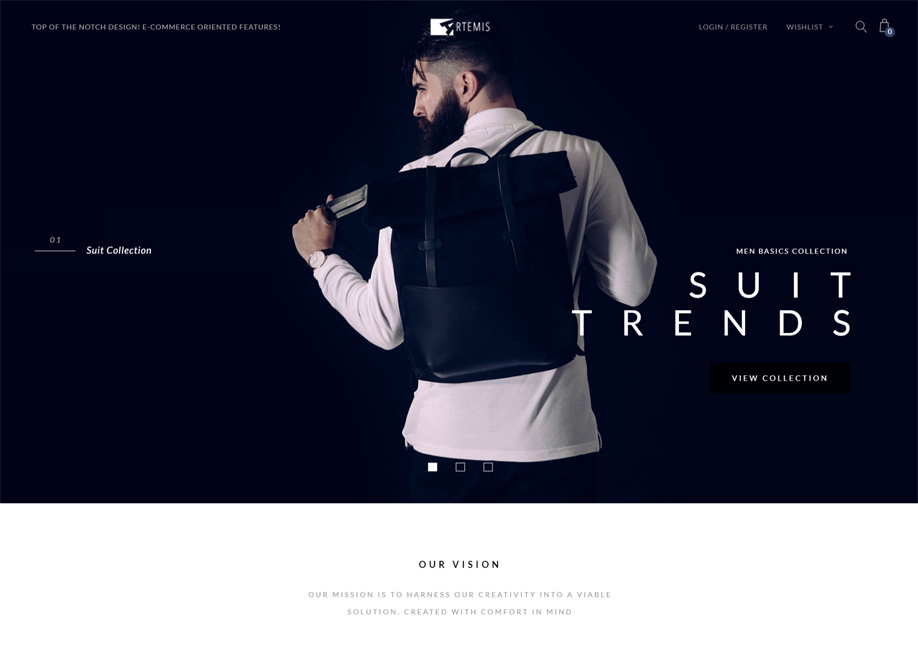 TOP OF THE NOTCH DESIGN! E-COMMERCE ORIENTED FEATURES!
RTEMIS
LOGIN / REGISTER
WISHLIST
0
01
Suit Collection
MEN BASICS COLLECTION
SUIT
TRENDS
VIEW COLLECTION
OUR VISION
OUR MISSION IS TO HARNESS OUR CREATIVITY INTO A VIABLE
SOLUTION. CREATED WITH COMFORT IN MIND